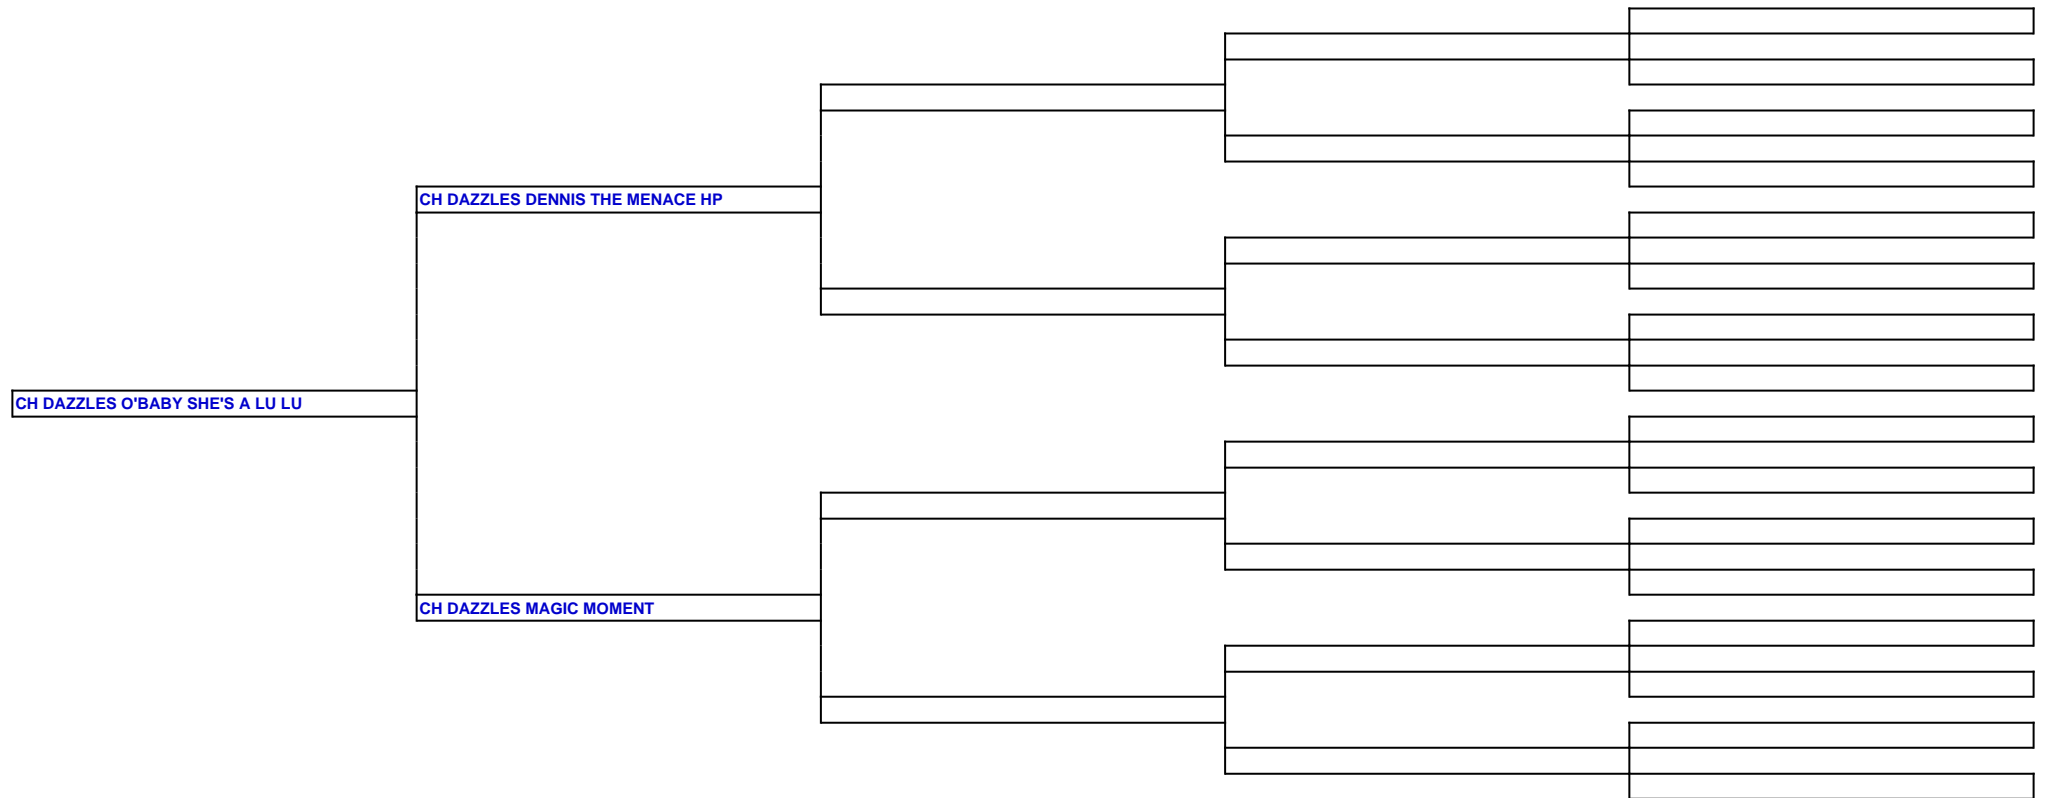 CH DAZZLES DENNIS THE MENACE HP
CH DAZZLES O'BABY SHE'S A LU LU
CH DAZZLES MAGIC MOMENT